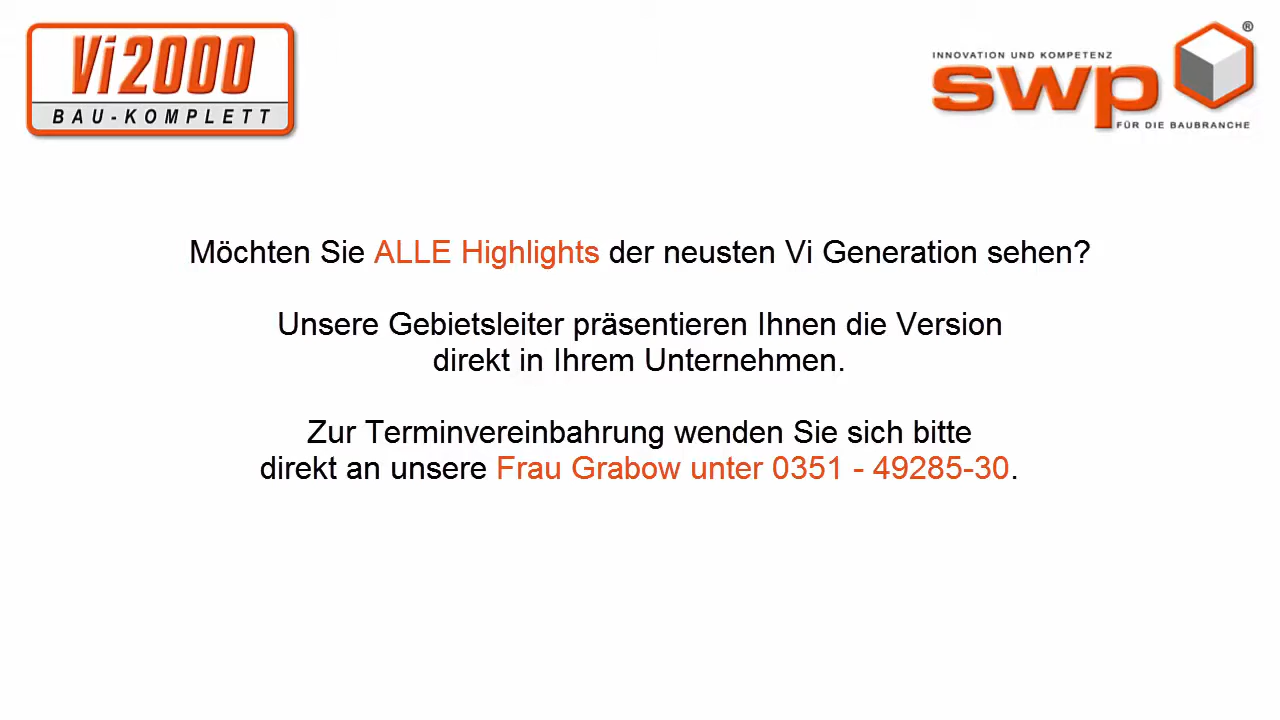 Vi2000
BAU-KOMPLETT
INNOVATION UND KOMPETENZ
swp®
FÜR DIE BAUBRANCHE
Möchten Sie ALLE Highlights der neusten Vi Generation sehen?
Unsere Gebietsleiter präsentieren Ihnen die Version
direkt in Ihrem Unternehmen.
Zur Terminvereinbahrung wenden Sie sich bitte
direkt an unsere Frau Grabow unter 0351 - 49285-30.